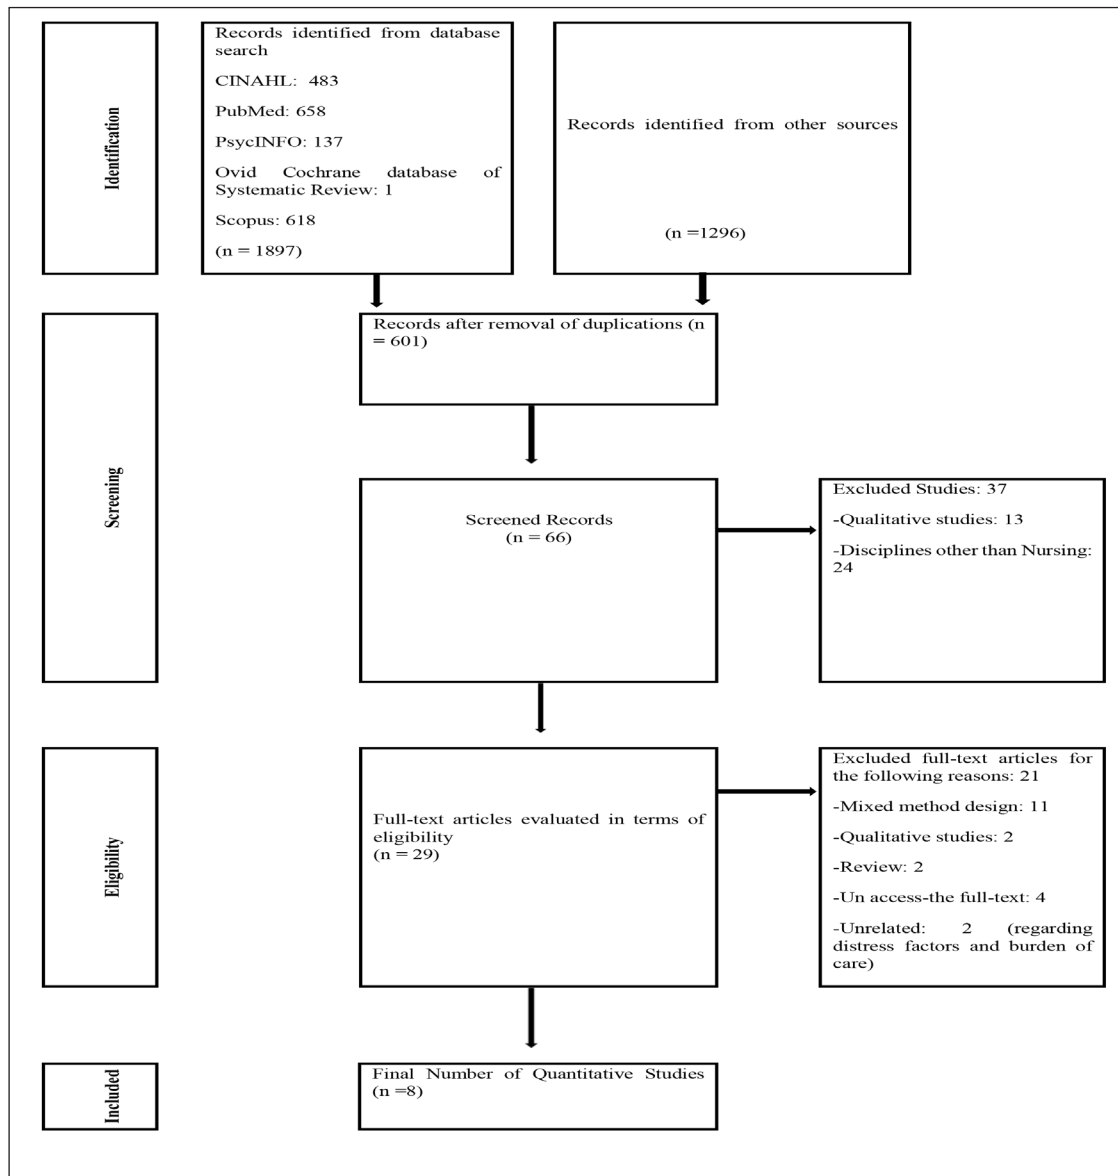 Identification
Records identified from database
search
CINAHL: 483
PubMed: 658
PsycINFO: 137
Ovid Cochrane database of
Systematic Review: 1
Scopus: 618
(n = 1897)
Records identified from other sources
(n =1296)
Screening
Records after removal of duplications (n
= 601)
Screened Records
(n = 66)
Excluded Studies: 37
-Qualitative studies: 13
-Disciplines other than Nursing:
24
Eligibility
Full-text articles evaluated in terms of
eligibility
(n = 29)
Excluded full-text articles for
the following reasons: 21
-Mixed method design: 11
-Qualitative studies: 2
-Review: 2
-Un access-the full-text: 4
-Unrelated: 2 (regarding
distress factors and burden of
care)
Included
Final Number of Quantitative Studies
(n =8)